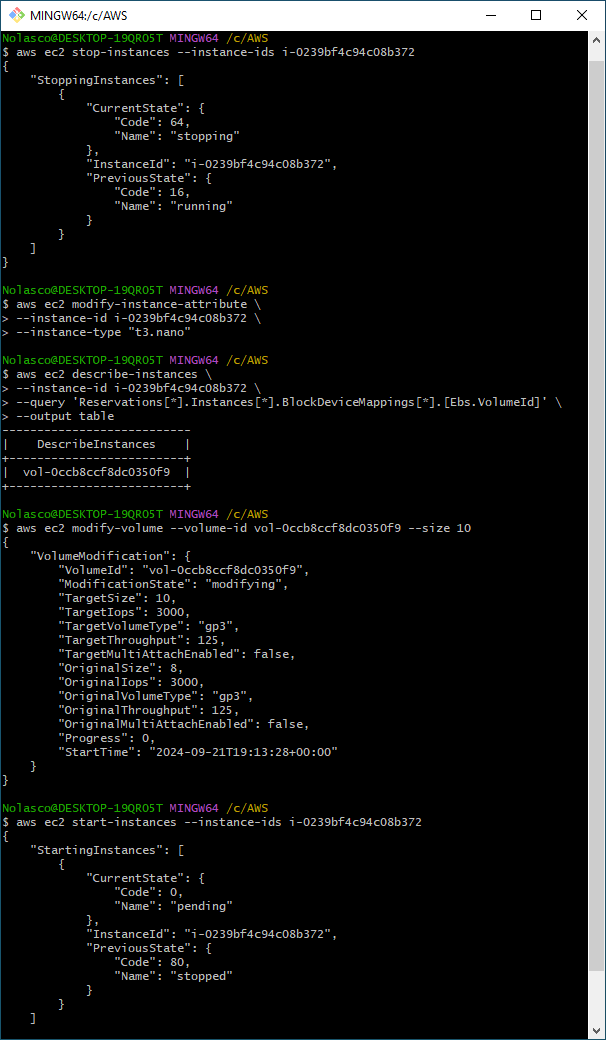 MINGW64:/c/AWS
Nolasco@DESKTOP-19QRO5T MINGW64 /c/AWS
$ aws ec2 stop-instances --instance-ids i-0239bf4c94c08b372
{
    "StoppingInstances": [
        {
            "CurrentState": {
                "Code": 64,
                "Name": "stopping"
            },
            "InstanceId": "i-0239bf4c94c08b372",
            "PreviousState": {
                "Code": 16,
                "Name": "running"
            }
        }
    ]
}
Nolasco@DESKTOP-19QRO5T MINGW64 /c/AWS
$ aws ec2 modify-instance-attribute \
> --instance-id i-0239bf4c94c08b372 \
> --instance-type "t3.nano"
Nolasco@DESKTOP-19QRO5T MINGW64 /c/AWS
$ aws ec2 describe-instances \
> --instance-id i-0239bf4c94c08b372 \
> --query 'Reservations[*].Instances[*].BlockDeviceMappings[*].[Ebs.VolumeId]' \
> --output table
---------------------------
|    DescribeInstances    |
+-------------------------+
|  vol-0ccb8ccf8dc0350f9  |
+-------------------------+
Nolasco@DESKTOP-19QRO5T MINGW64 /c/AWS
$ aws ec2 modify-volume --volume-id vol-0ccb8ccf8dc0350f9 --size 10
{
    "VolumeModification": {
        "VolumeId": "vol-0ccb8ccf8dc0350f9",
        "ModificationState": "modifying",
        "TargetSize": 10,
        "TargetIops": 3000,
        "TargetVolumeType": "gp3",
        "TargetThroughput": 125,
        "TargetMultiAttachEnabled": false,
        "OriginalSize": 8,
        "OriginalIops": 3000,
        "OriginalVolumeType": "gp3",
        "OriginalThroughput": 125,
        "OriginalMultiAttachEnabled": false,
        "Progress": 0,
        "StartTime": "2024-09-21T19:13:28+00:00"
    }
}
Nolasco@DESKTOP-19QRO5T MINGW64 /c/AWS
$ aws ec2 start-instances --instance-ids i-0239bf4c94c08b372
{
    "StartingInstances": [
        {
            "CurrentState": {
                "Code": 0,
                "Name": "pending"
            },
            "InstanceId": "i-0239bf4c94c08b372",
            "PreviousState": {
                "Code": 80,
                "Name": "stopped"
            }
        }
    ]